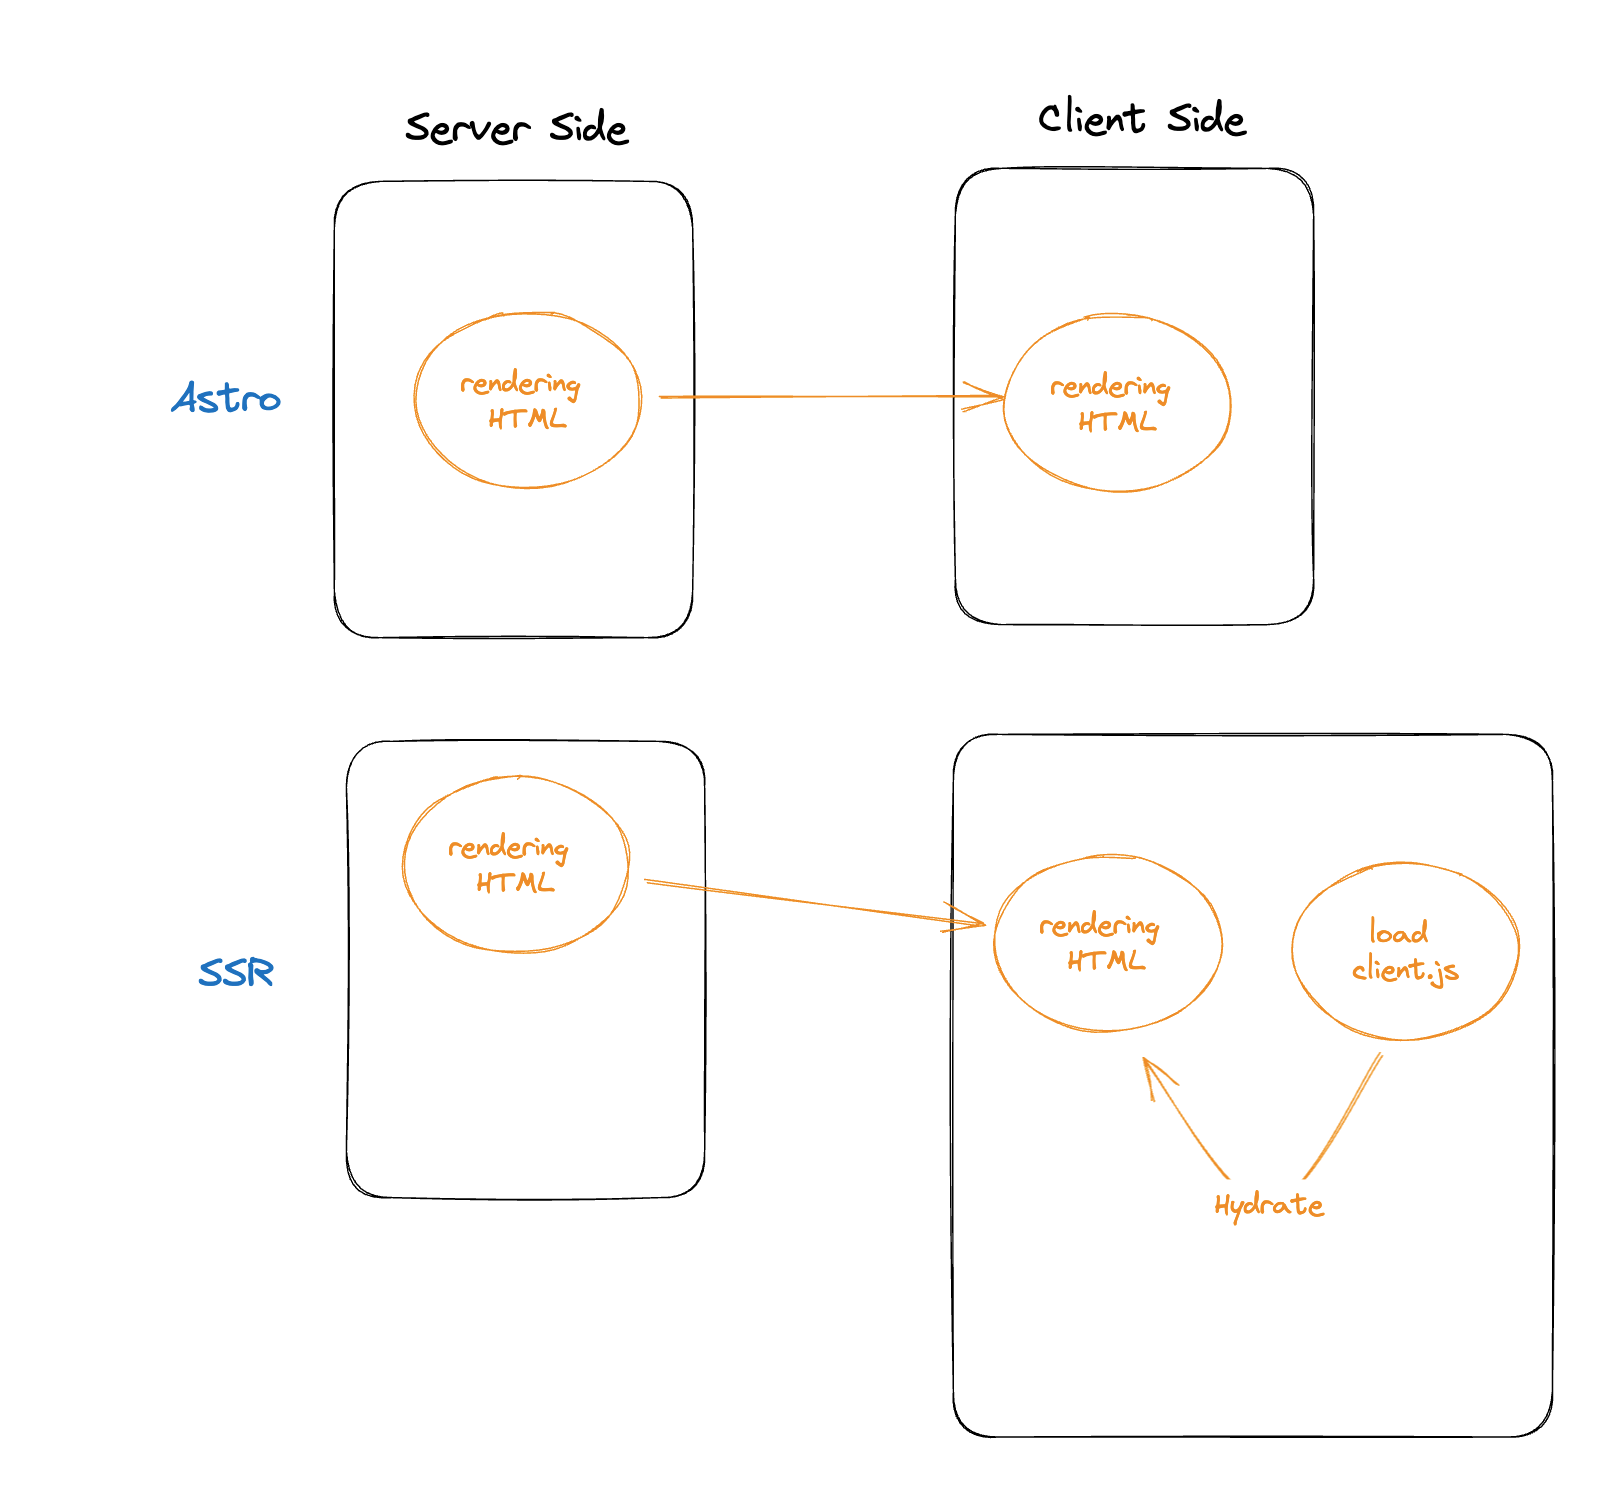 Server Side
Client Side
Astro
rendering
HTML
rendering
HTML
SSR
rendering
HTML
rendering
HTML
load
client.js
Hydrate